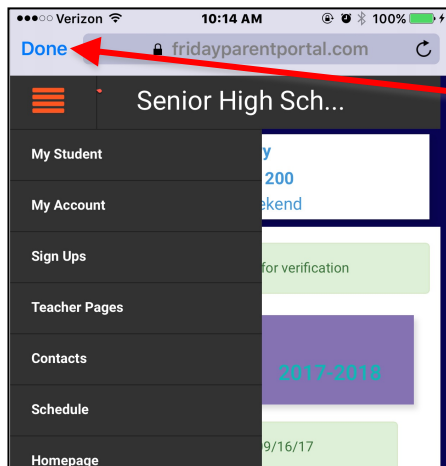 Verizon 10:14 AM 100%
Done fridayparentportal.com
Senior High Sch...
My Student
y
200
My Account
ekend
Sign Ups
for verification
Teacher Pages
Contacts
2017-2018
Schedule
9/16/17
Homepage